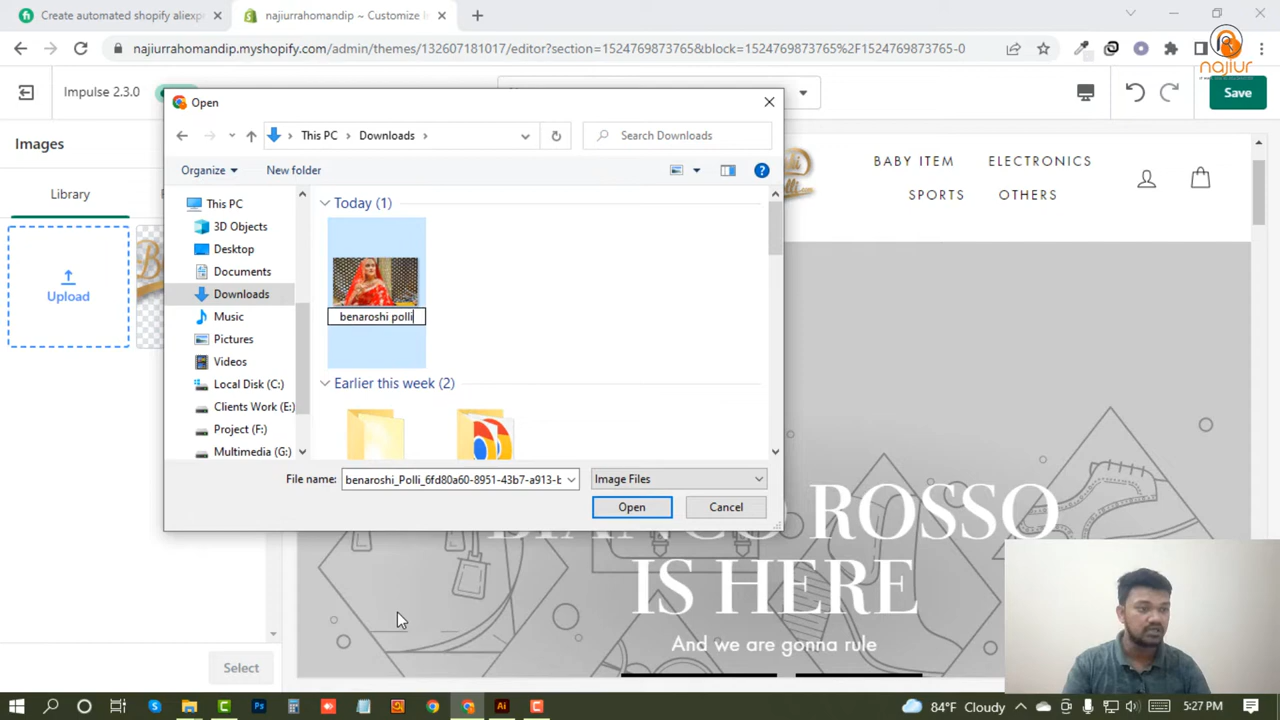 Create automated shopify aliexpr
najiurrahomandip ~ Customize I
najiurrahomandip.myshopify.com/admin/themes/132607181017/editor?section=1524769873765&block=1524769873765%2F1524769873765-0
najiur
Impulse 2.3.0
Save
Images
Library
Upload
Select
Open
This PC
Downloads
Search Downloads
Organize
New folder
This PC
3D Objects
Desktop
Documents
Downloads
Music
Pictures
Videos
Local Disk (C:)
Clients Work (E:)
Project (F:)
Multimedia (G:)
Today (1)
benaroshi polli
Earlier this week (2)
File name:
benaroshi_Polli_6fd80a60-8951-43b7-a913-b
Image Files
Open
Cancel
BABY ITEM
ELECTRONICS
SPORTS
OTHERS
BIANCO ROSSO
IS HERE
And we are gonna rule
84°F Cloudy
5:27 PM